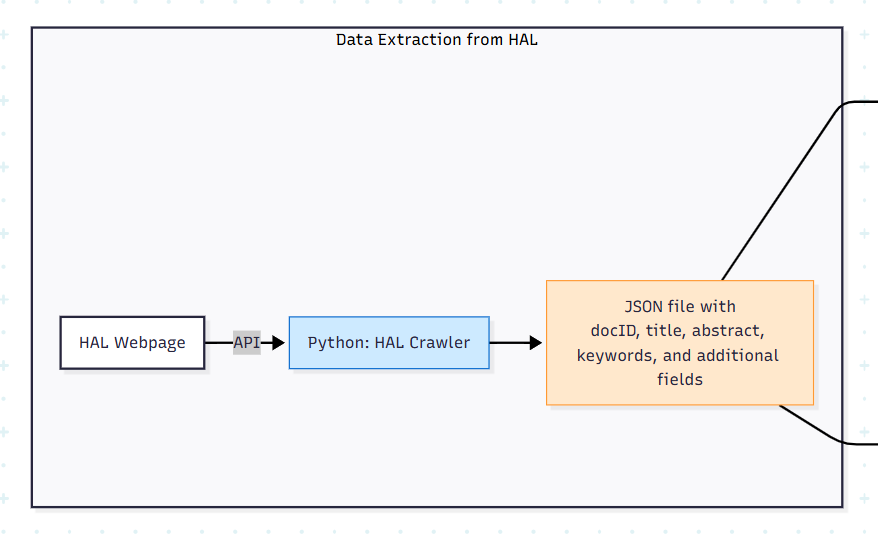 Data Extraction from HAL
HAL Webpage
API
Python: HAL Crawler
JSON file with
docID, title, abstract,
keywords, and additional
fields